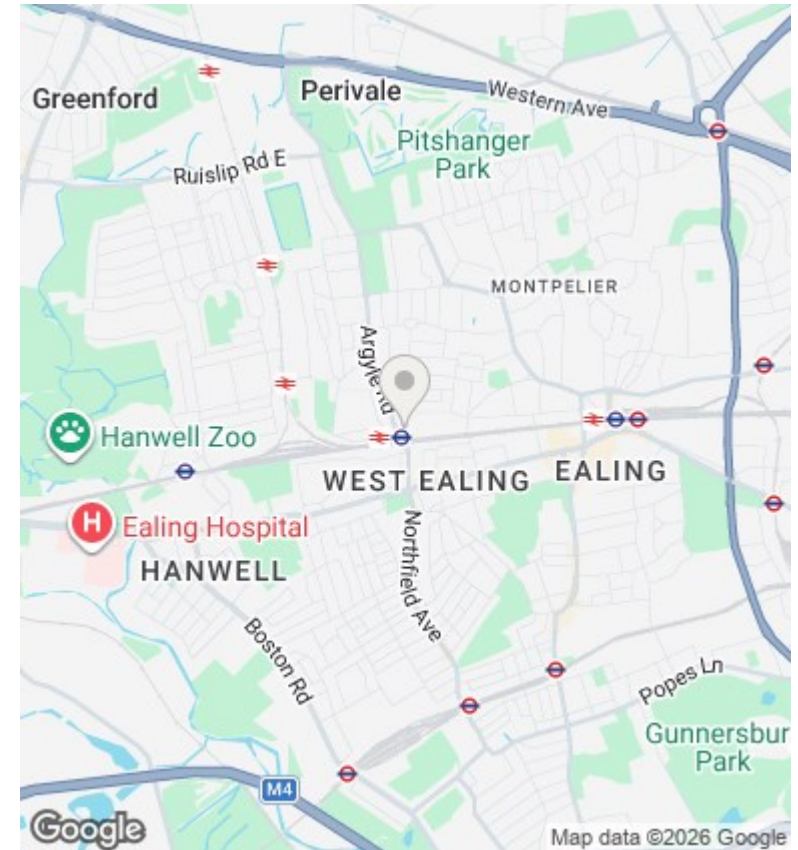 Greenford
Perivale
Western Ave
Pitshanger
Park
Ruislip Rd E
MONTPELIER
Argyle Rd
Hanwell Zoo
WEST EALING
EALING
H
Ealing Hospital
HANWELL
Northfield Ave
Boston Rd
Popes Ln
Gunnersbur
Park
M4
Google
Map data ©2026 Google